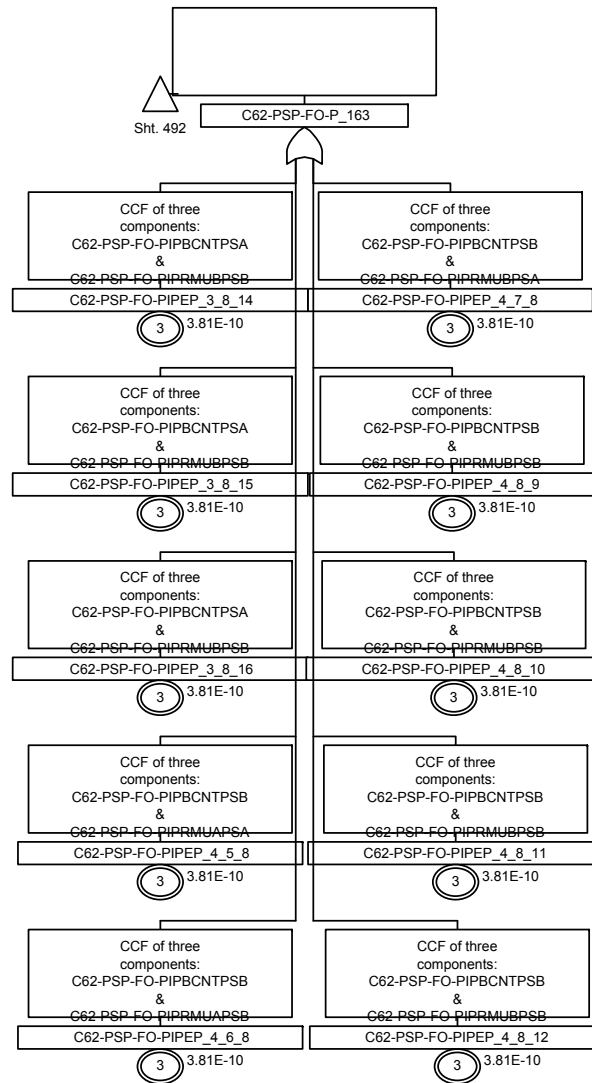 Sht. 492
C62-PSP-FO-P_163
CCF of three
components:
C62-PSP-FO-PIPBCNTPSA
&
C62-PSP-FO-PIPRMUBPSB
C62-PSP-FO-PIPEP_3_8_14
3
3.81E-10
CCF of three
components:
C62-PSP-FO-PIPBCNTPSB
&
C62-PSP-FO-PIPRMUBPSA
C62-PSP-FO-PIPEP_4_7_8
3
3.81E-10
CCF of three
components:
C62-PSP-FO-PIPBCNTPSA
&
C62-PSP-FO-PIPRMUBPSB
C62-PSP-FO-PIPEP_3_8_15
3
3.81E-10
CCF of three
components:
C62-PSP-FO-PIPBCNTPSB
&
C62-PSP-FO-PIPRMUBPSB
C62-PSP-FO-PIPEP_4_8_9
3
3.81E-10
CCF of three
components:
C62-PSP-FO-PIPBCNTPSA
&
C62-PSP-FO-PIPRMUBPSB
C62-PSP-FO-PIPEP_3_8_16
3
3.81E-10
CCF of three
components:
C62-PSP-FO-PIPBCNTPSB
&
C62-PSP-FO-PIPRMUBPSB
C62-PSP-FO-PIPEP_4_8_10
3
3.81E-10
CCF of three
components:
C62-PSP-FO-PIPBCNTPSB
&
C62-PSP-FO-PIPRMUAPSA
C62-PSP-FO-PIPEP_4_5_8
3
3.81E-10
CCF of three
components:
C62-PSP-FO-PIPBCNTPSB
&
C62-PSP-FO-PIPRMUBPSB
C62-PSP-FO-PIPEP_4_8_11
3
3.81E-10
CCF of three
components:
C62-PSP-FO-PIPBCNTPSB
&
C62-PSP-FO-PIPRMUAPSB
C62-PSP-FO-PIPEP_4_6_8
3
3.81E-10
CCF of three
components:
C62-PSP-FO-PIPBCNTPSB
&
C62-PSP-FO-PIPRMUBPSB
C62-PSP-FO-PIPEP_4_8_12
3
3.81E-10